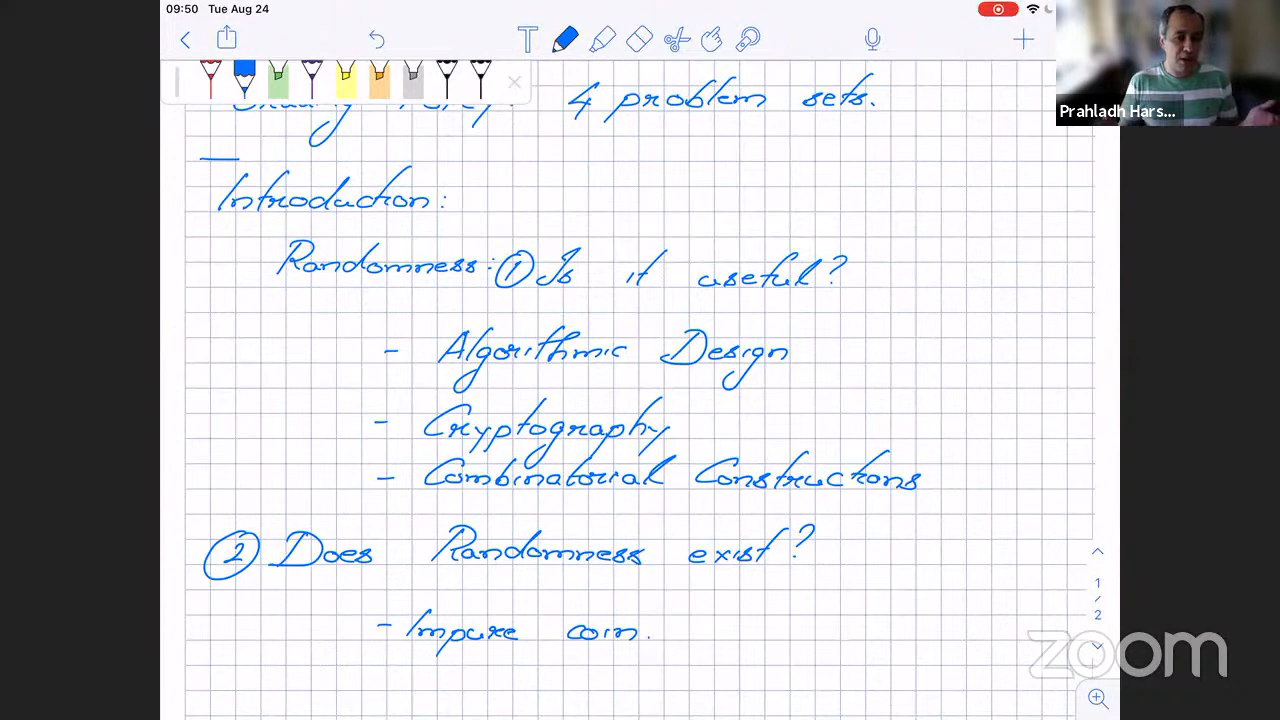 09:50 Tue Aug 24
4 problem sets.
Introduction:
Randomness: ① Is it useful?
- Algorithmic Design
- Cryptography
- Combinatorial Constructions
② Does Randomness exist?
- Impure coin.
Prahladh Hars...
1
/
2
zoom